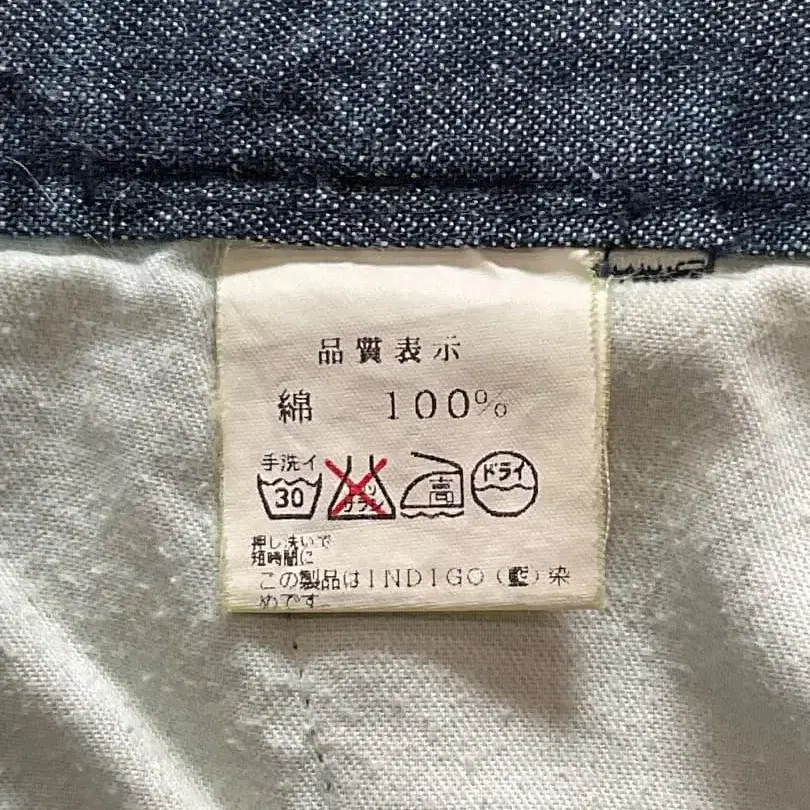 品質表示
綿 100%
手洗イ
30 高 ドライ
押し洗いで
短時間に
この製品はINDIGO(藍)染
めです。